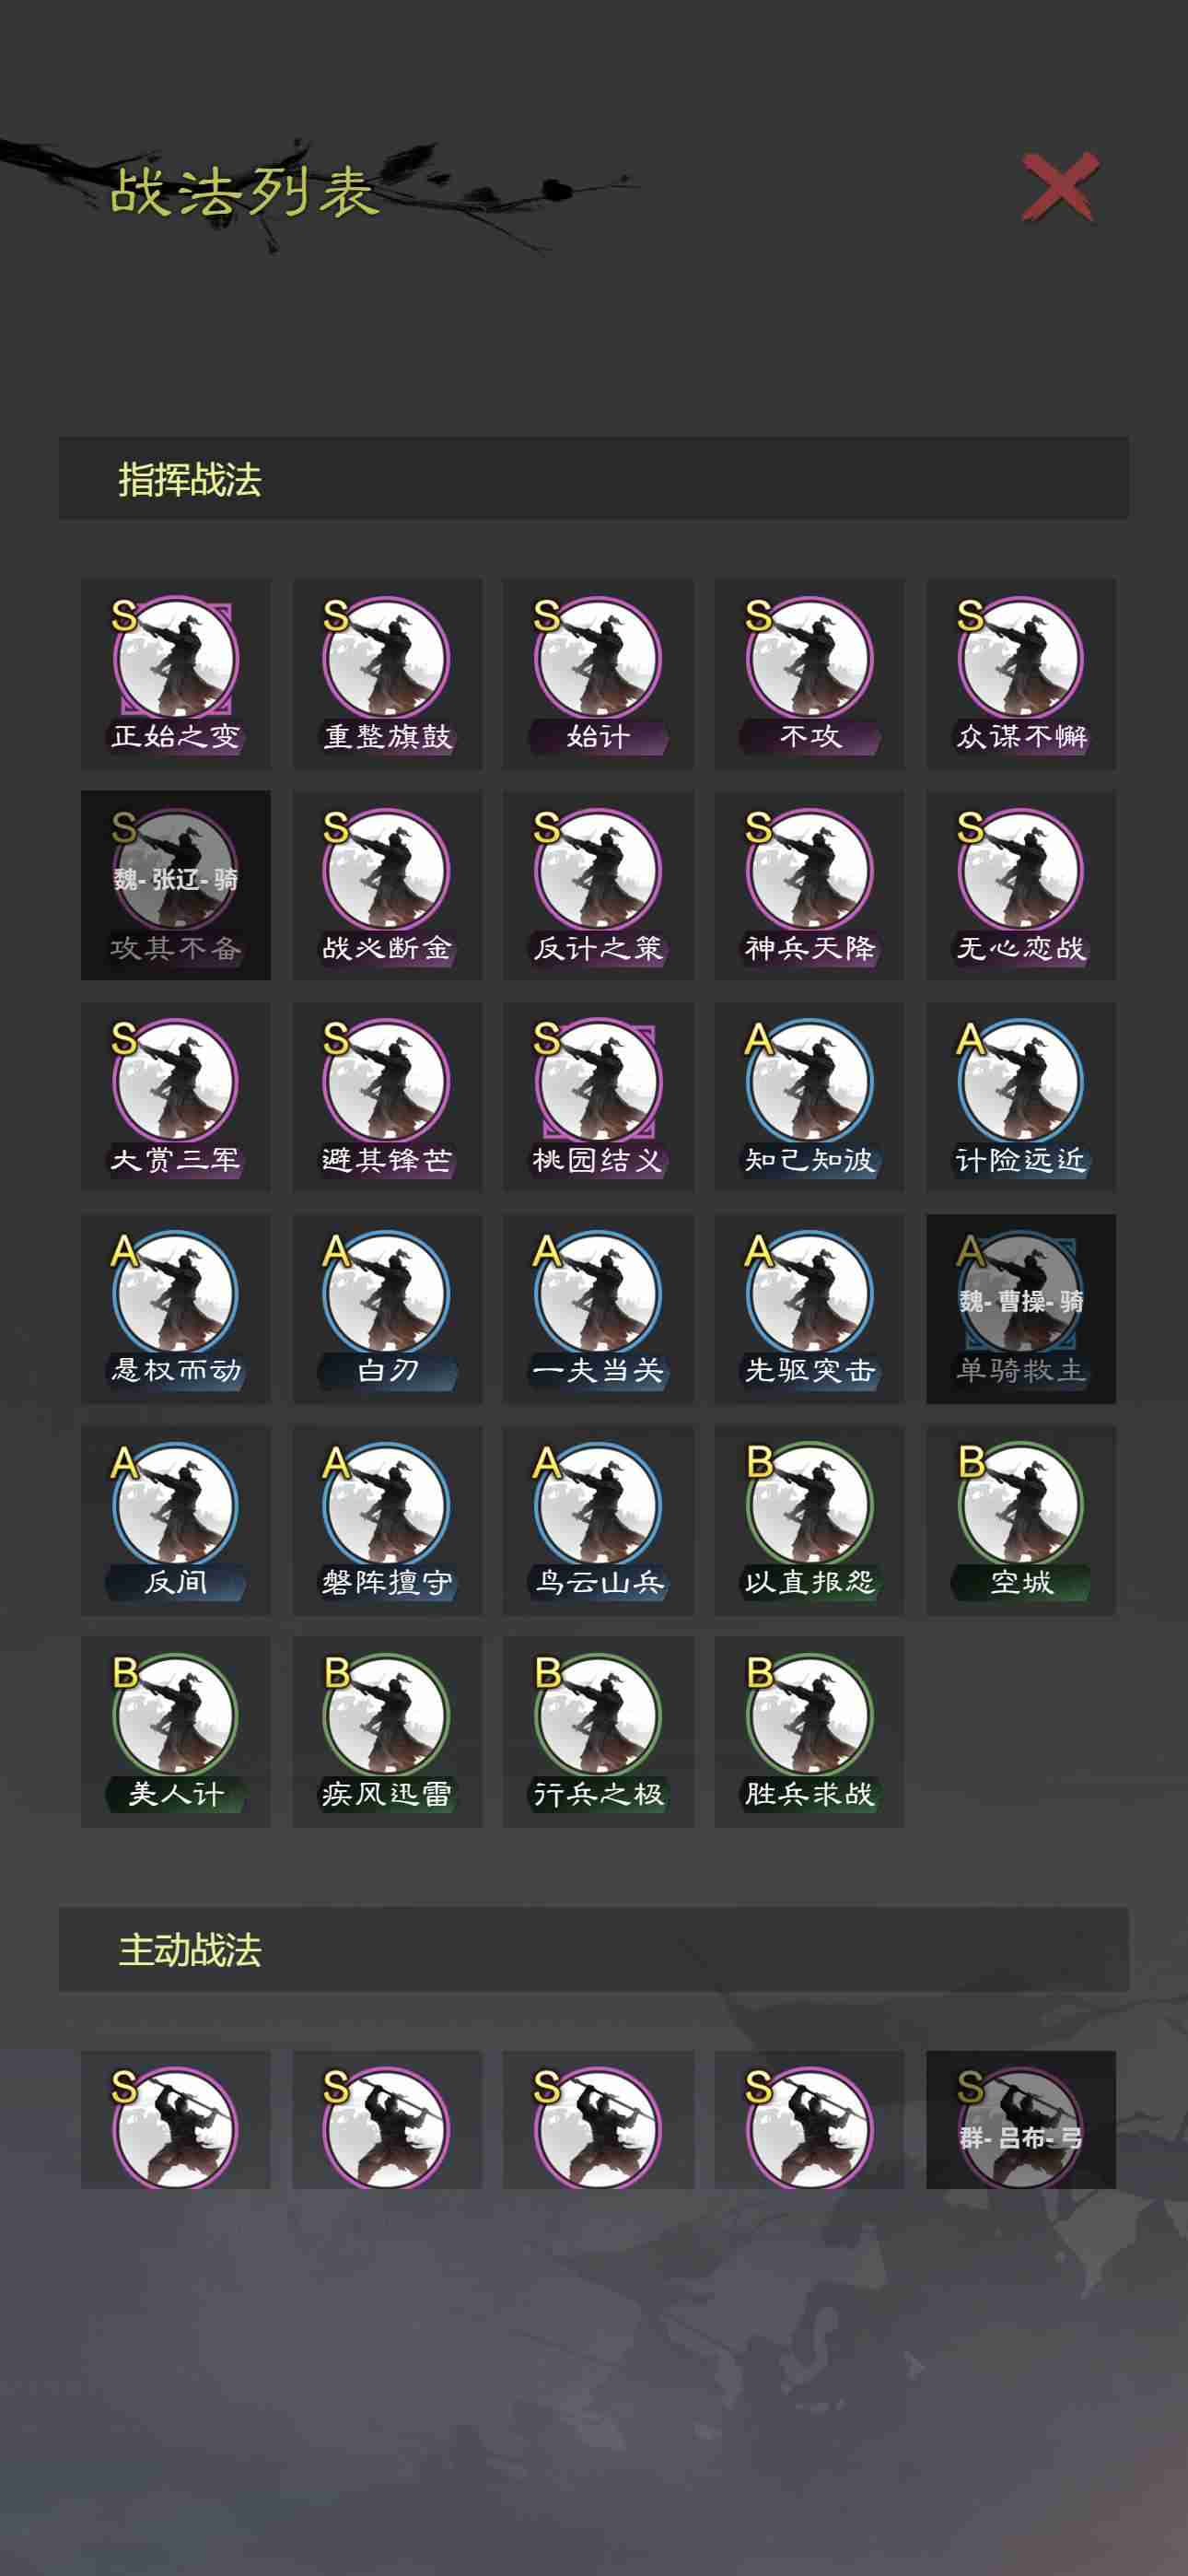 战法列表
指挥战法
S S S S S
正始之变 重整旗鼓 始计 不攻 众谋不懈
S S S S S
魏- 张辽- 骑
攻其不备 战必断金 反计之策 神兵天降 无心恋战
S S S A A
大赏三军 避其锋芒 桃园结义 知己知彼 计险远近
A A A A A
魏- 曹操- 骑
悬权而动 白刃 一夫当关 先驱突击 单骑救主
A A A B B
反间 磐阵擅守 鸟云山兵 以直报怨 空城
B B B B
美人计 疾风迅雷 行兵之极 胜兵求战
主动战法
S S S S S
群- 吕布- 弓